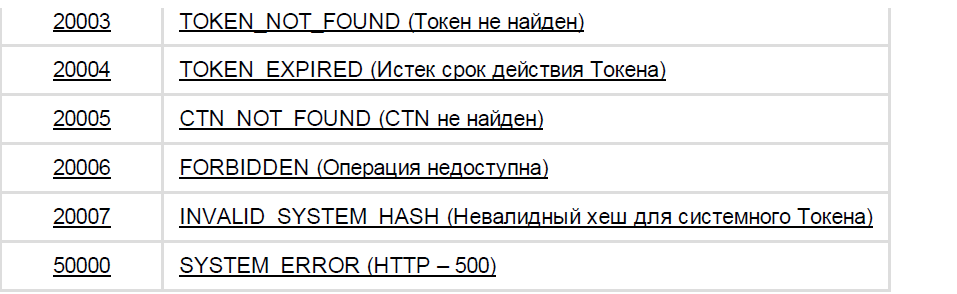 20003 TOKEN_NOT_FOUND (Токен не найден)
20004 TOKEN_EXPIRED (Истек срок действия Токена)
20005 CTN_NOT_FOUND (CTN не найден)
20006 FORBIDDEN (Операция недоступна)
20007 INVALID_SYSTEM_HASH (Невалидный хеш для системного Токена)
50000 SYSTEM_ERROR (HTTP – 500)